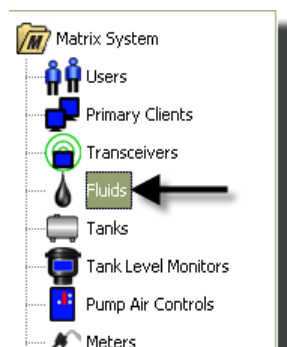 Matrix System
Users
Primary Clients
Transceivers
Fluids
Tanks
Tank Level Monitors
Pump Air Controls
Meters